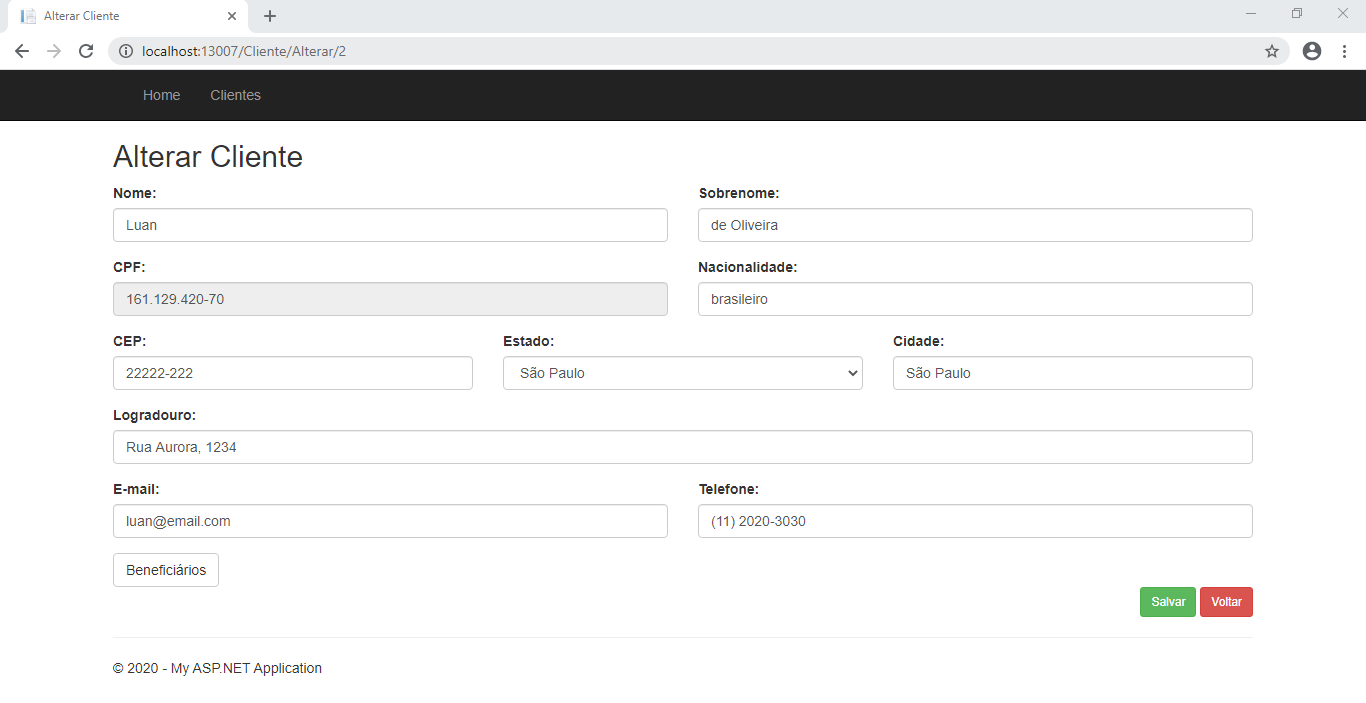 Alterar Cliente
localhost:13007/Cliente/Alterar/2
Home Clientes
Alterar Cliente
Nome: Sobrenome:
Luan de Oliveira
CPF: Nacionalidade:
161.129.420-70 brasileiro
CEP: Estado: Cidade:
22222-222 São Paulo São Paulo
Logradouro:
Rua Aurora, 1234
E-mail: Telefone:
luan@email.com (11) 2020-3030
Beneficiários
Salvar Voltar
© 2020 - My ASP.NET Application